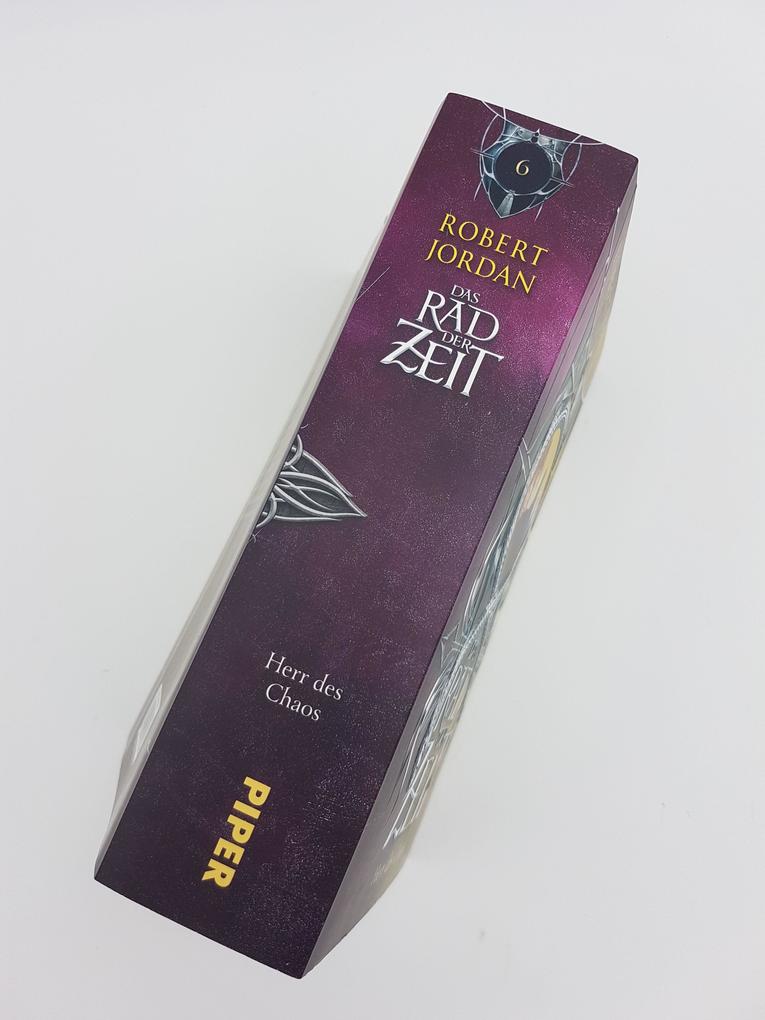 6
ROBERT
JORDAN
DAS
RAD
DER
ZEIT
Herr des
Chaos
PIPER